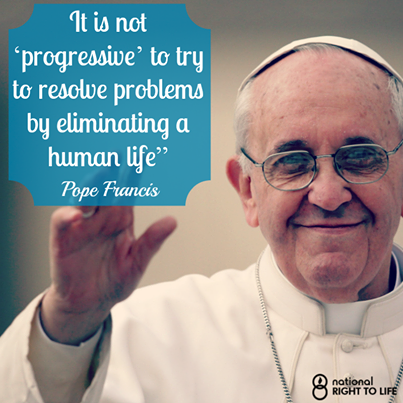 It is not
‘progressive’ to try
to resolve problems
by eliminating a
human life”
Pope Francis
national
RIGHT TO LIFE